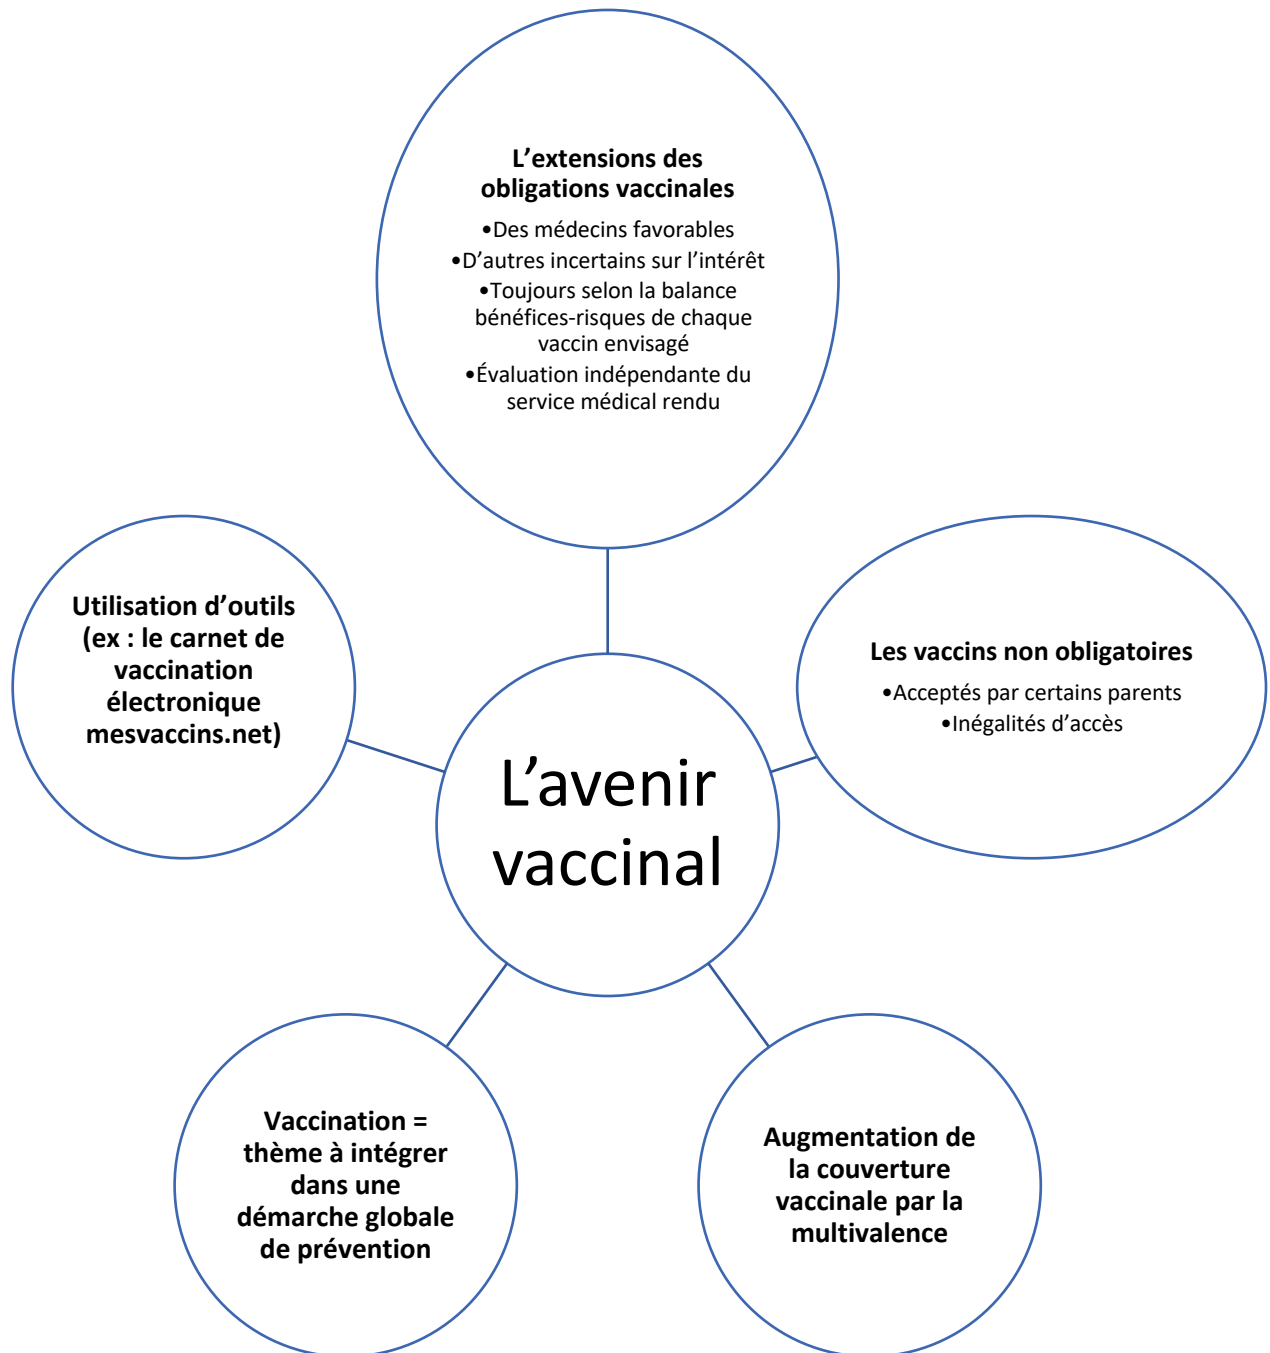 L'extensions des
obligations vaccinales
•Des médecins favorables
•D'autres incertains sur l'intérêt
•Toujours selon la balance
bénéfices-risques de chaque
vaccin envisagé
•Évaluation indépendante du
service médical rendu
Utilisation d'outils
(ex : le carnet de
vaccination
électronique
mesvaccins.net)
Les vaccins non obligatoires
•Acceptés par certains parents
•Inégalités d'accès
L'avenir
vaccinal
Vaccination =
thème à intégrer
dans une
démarche globale
de prévention
Augmentation de
la couverture
vaccinale par la
multivalence